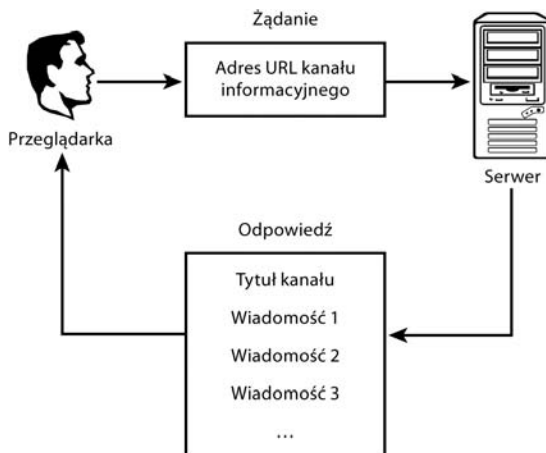 Żądanie
Adres URL kanału
informacyjnego
Przeglądarka
Serwer
Odpowiedź
Tytuł kanału
Wiadomość 1
Wiadomość 2
Wiadomość 3
...